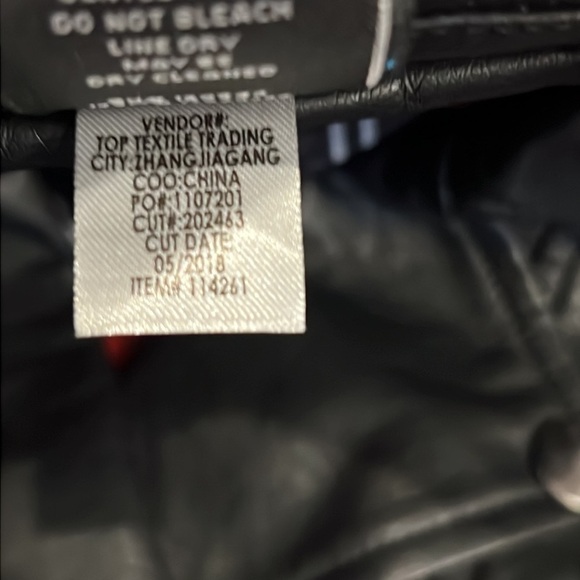 DO NOT BLEACH
LINE DRY
MAY BE
DRY CLEANED
VENDOR#:
TOP TEXTILE TRADING
CITY:ZHANGJIAGANG
COO:CHINA
PO#:1107201
CUT#:202463
CUT DATE:
05/2018
ITEM# 114261